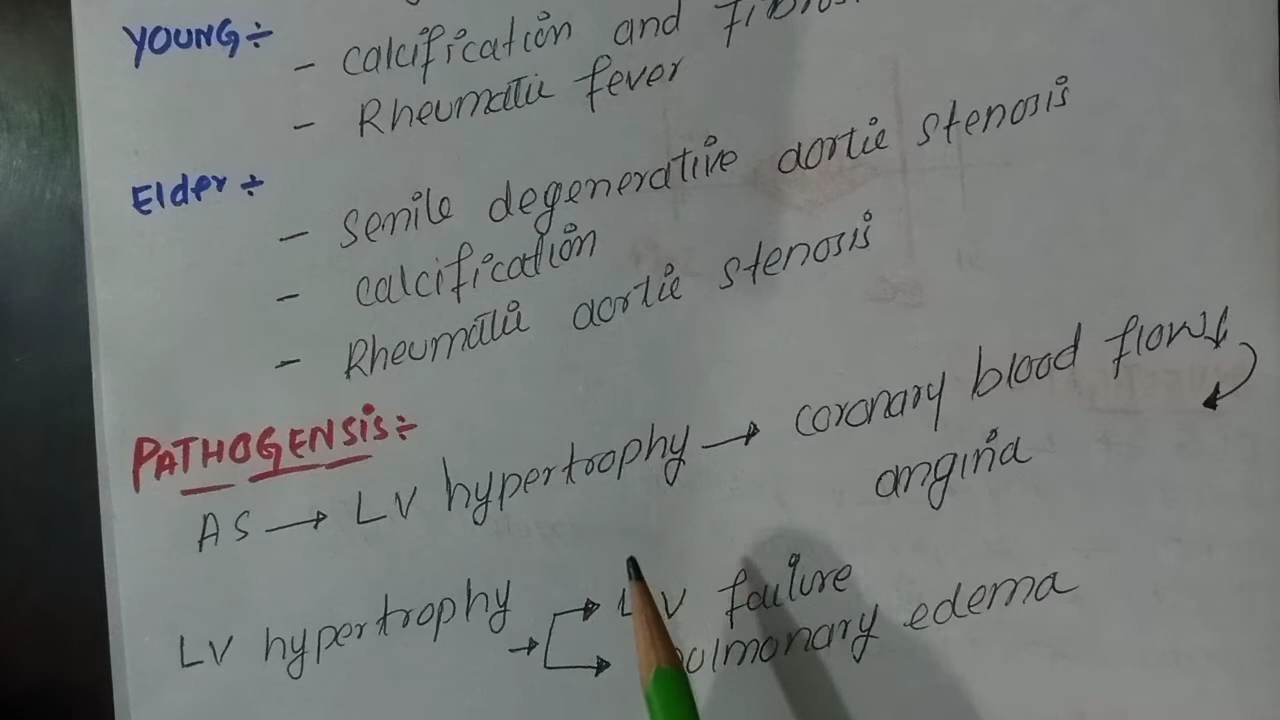 YOUNG÷
- calcification and
- Rheumatic fever
Elder÷
- Senile degenerative aortic stenosis
- calcification
- Rheumatic aortic stenosis
PATHOGENSIS÷
AS → LV hypertrophy → coronary blood flow↓
angina
LV hypertrophy → → LV failure
→ pulmonary edema